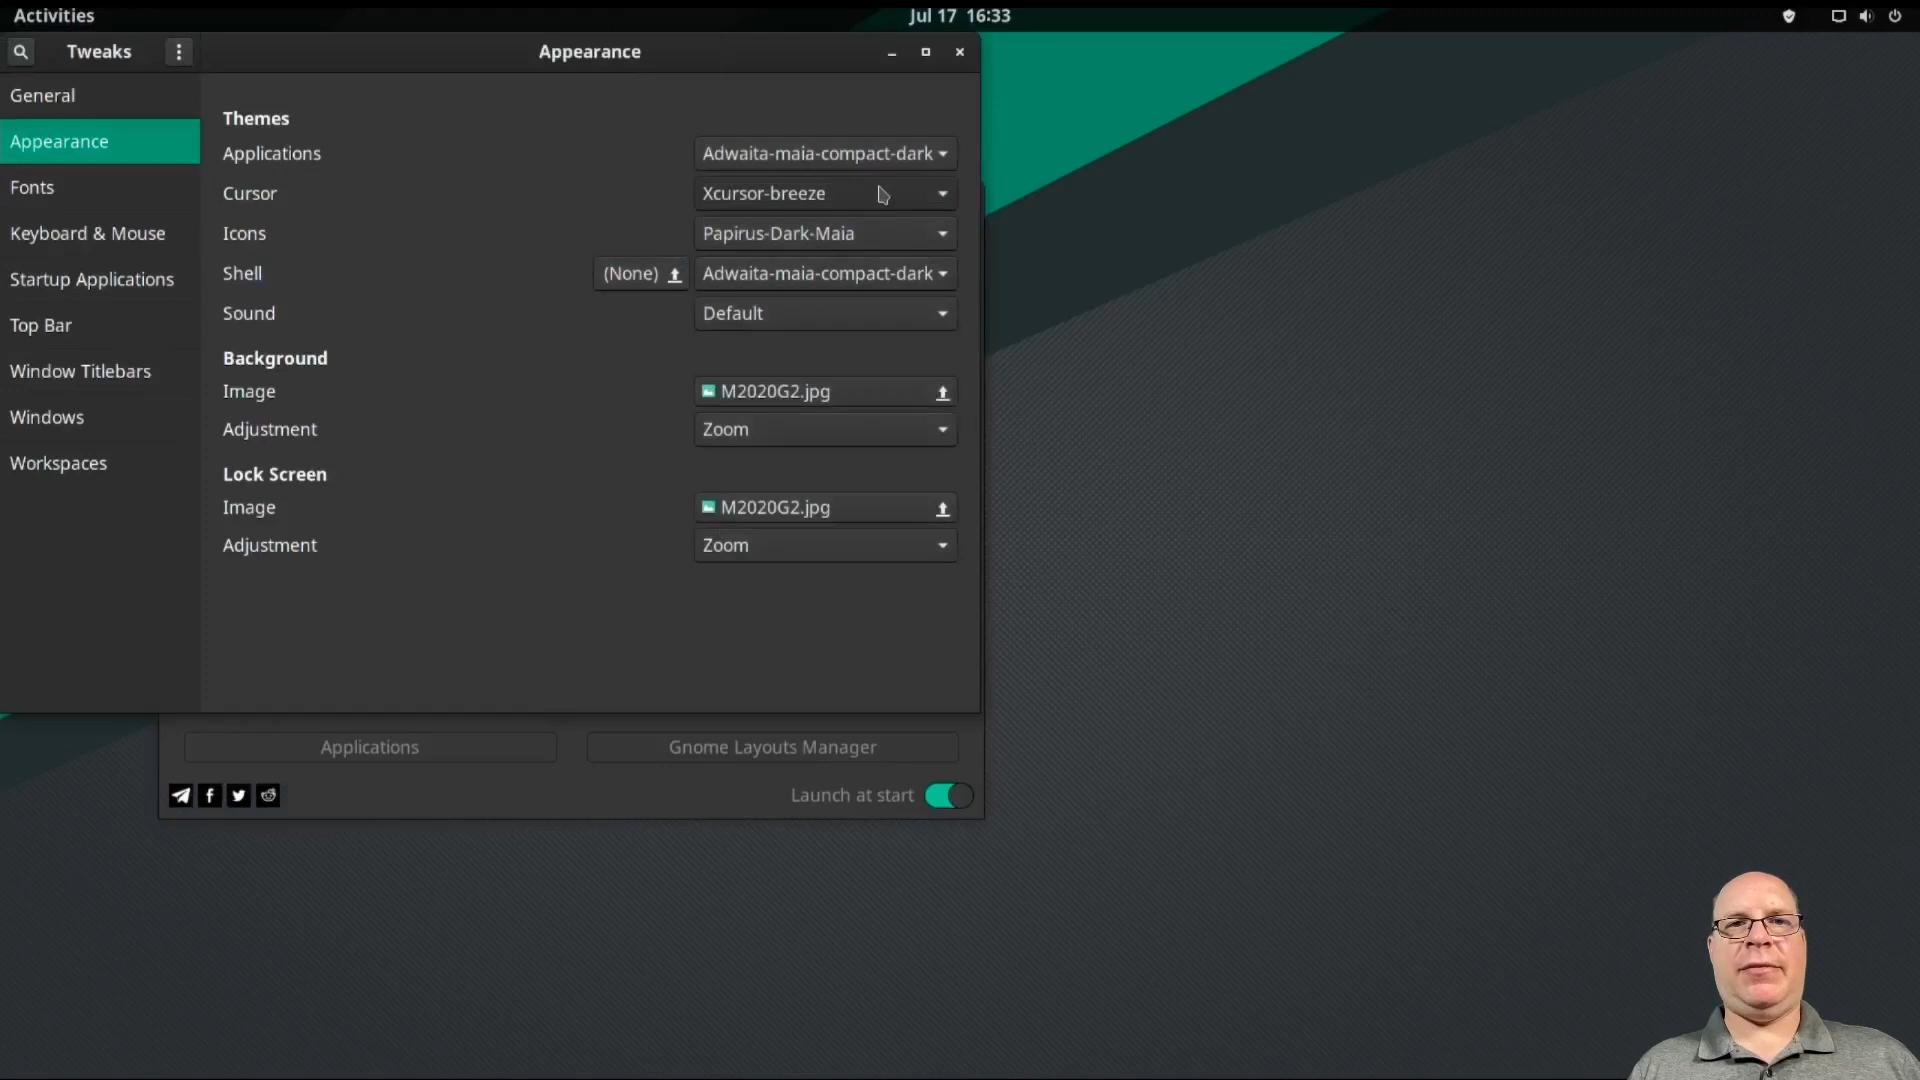 Activities
Jul 17 16:33
Tweaks
Appearance
General
Appearance
Fonts
Keyboard & Mouse
Startup Applications
Top Bar
Window Titlebars
Windows
Workspaces
Themes
Applications Adwaita-maia-compact-dark
Cursor Xcursor-breeze
Icons Papirus-Dark-Maia
Shell (None) Adwaita-maia-compact-dark
Sound Default
Background
Image M2020G2.jpg
Adjustment Zoom
Lock Screen
Image M2020G2.jpg
Adjustment Zoom
Applications Gnome Layouts Manager
Launch at start